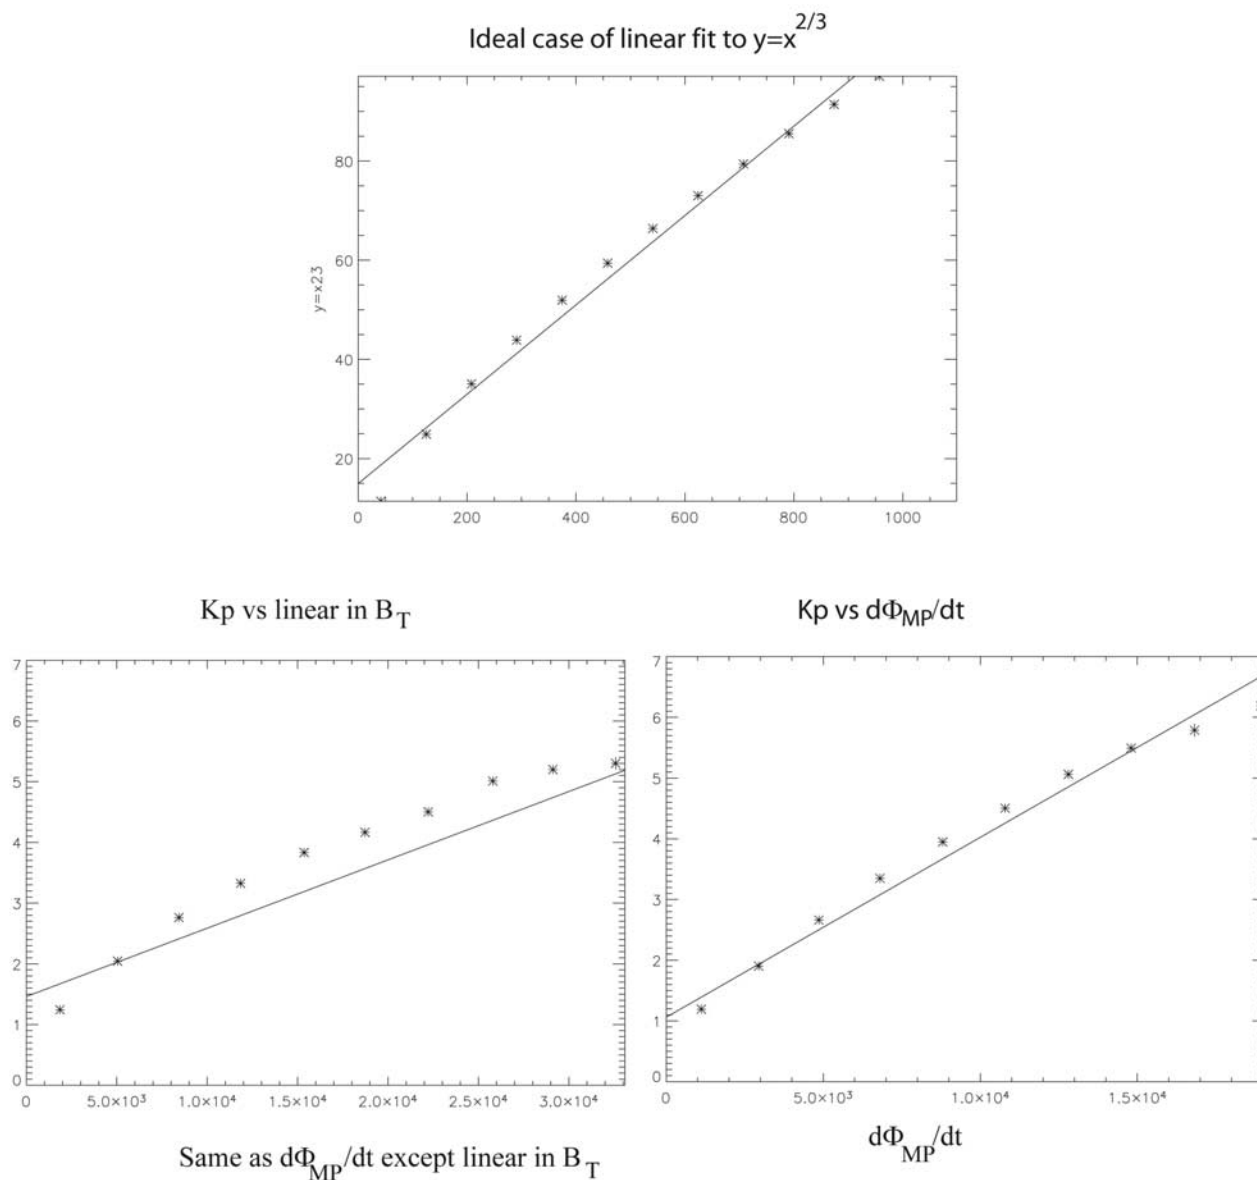 Ideal case of linear fit to y=x^2/3
80
60
40
20
y=x23
0 200 400 600 800 1000
Kp vs linear in B_T
Kp vs dΦ_MP/dt
7
6
5
4
3
2
1
0
0 5.0×10³ 1.0×10⁴ 1.5×10⁴ 2.0×10⁴ 2.5×10⁴ 3.0×10⁴
Same as dΦ_MP/dt except linear in B_T
7
6
5
4
3
2
1
0
0 5.0×10³ 1.0×10⁴ 1.5×10⁴
dΦ_MP/dt